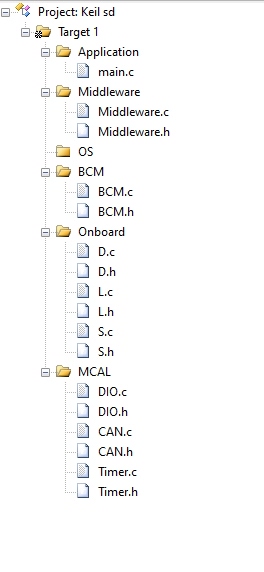 Project: Keil sd
Target 1
Application
main.c
Middleware
Middleware.c
Middleware.h
OS
BCM
BCM.c
BCM.h
Onboard
D.c
D.h
L.c
L.h
S.c
S.h
MCAL
DIO.c
DIO.h
CAN.c
CAN.h
Timer.c
Timer.h